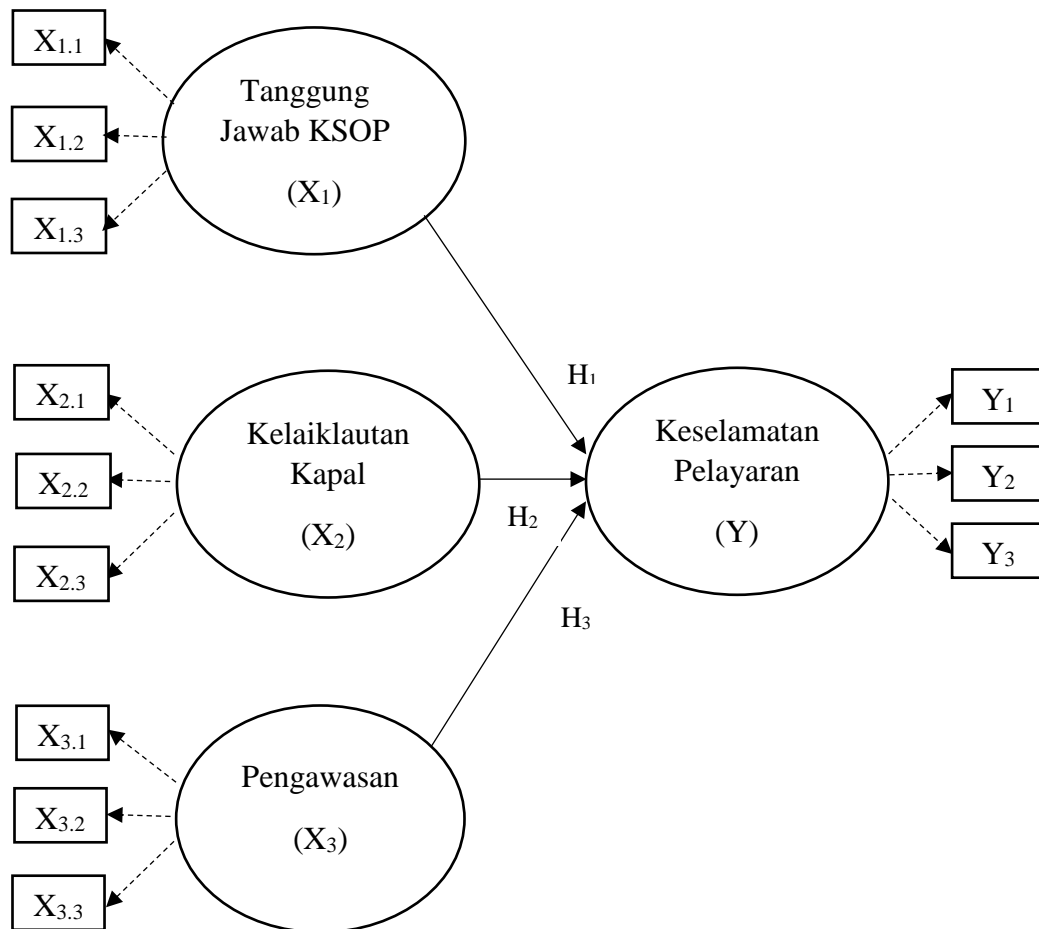 X1.1
X1.2
X1.3
Tanggung
Jawab KSOP
(X1)
H1
X2.1
X2.2
X2.3
Kelaiklautan
Kapal
(X2)
H2
Keselamatan
Pelayaran
(Y)
Y1
Y2
Y3
H3
X3.1
X3.2
X3.3
Pengawasan
(X3)